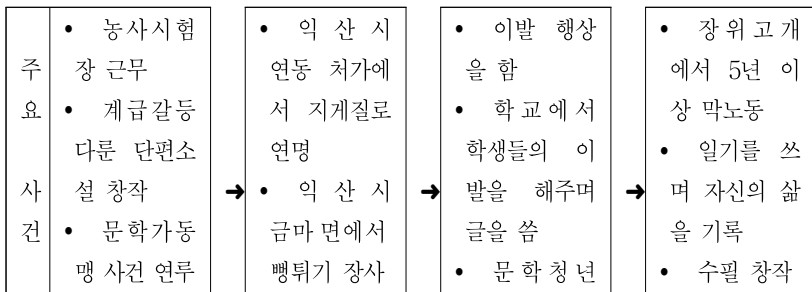 주요 사건
• 농사시험
장 근무
• 계급갈등
다룬 단편소
설 창작
• 문학가동
맹 사건 연루
➜
• 익산시
연동 처가에
서 지게질로
연명
• 익산시
금마면에서
뻥튀기 장사
➜
• 이발 행상
을 함
• 학교에서
학생들의 이
발을 해주며
글을 씀
• 문학청년
➜
• 장위고개
에서 5년 이
상 막노동
• 일기를 쓰
며 자신의 삶
을 기록
• 수필 창작